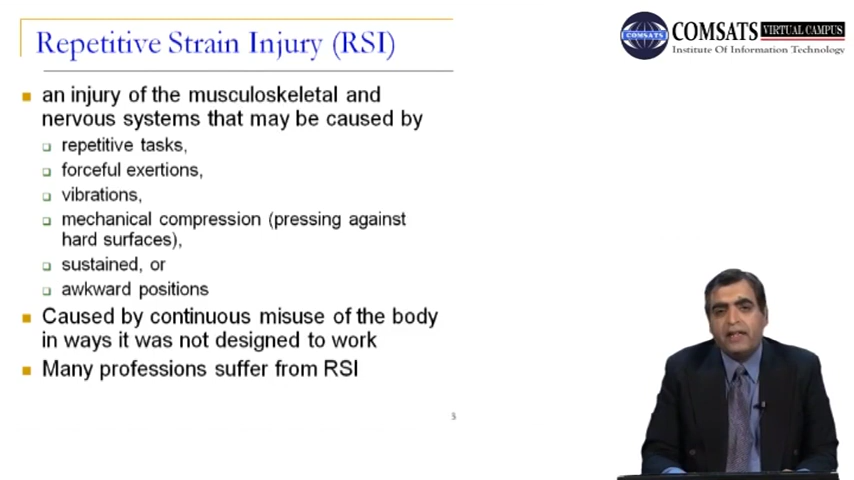 Repetitive Strain Injury (RSI)
COMSATS VIRTUAL CAMPUS
COMSATS
Institute Of Information Technology
an injury of the musculoskeletal and
nervous systems that may be caused by
repetitive tasks,
forceful exertions,
vibrations,
mechanical compression (pressing against
hard surfaces),
sustained, or
awkward positions
Caused by continuous misuse of the body
in ways it was not designed to work
Many professions suffer from RSI
5